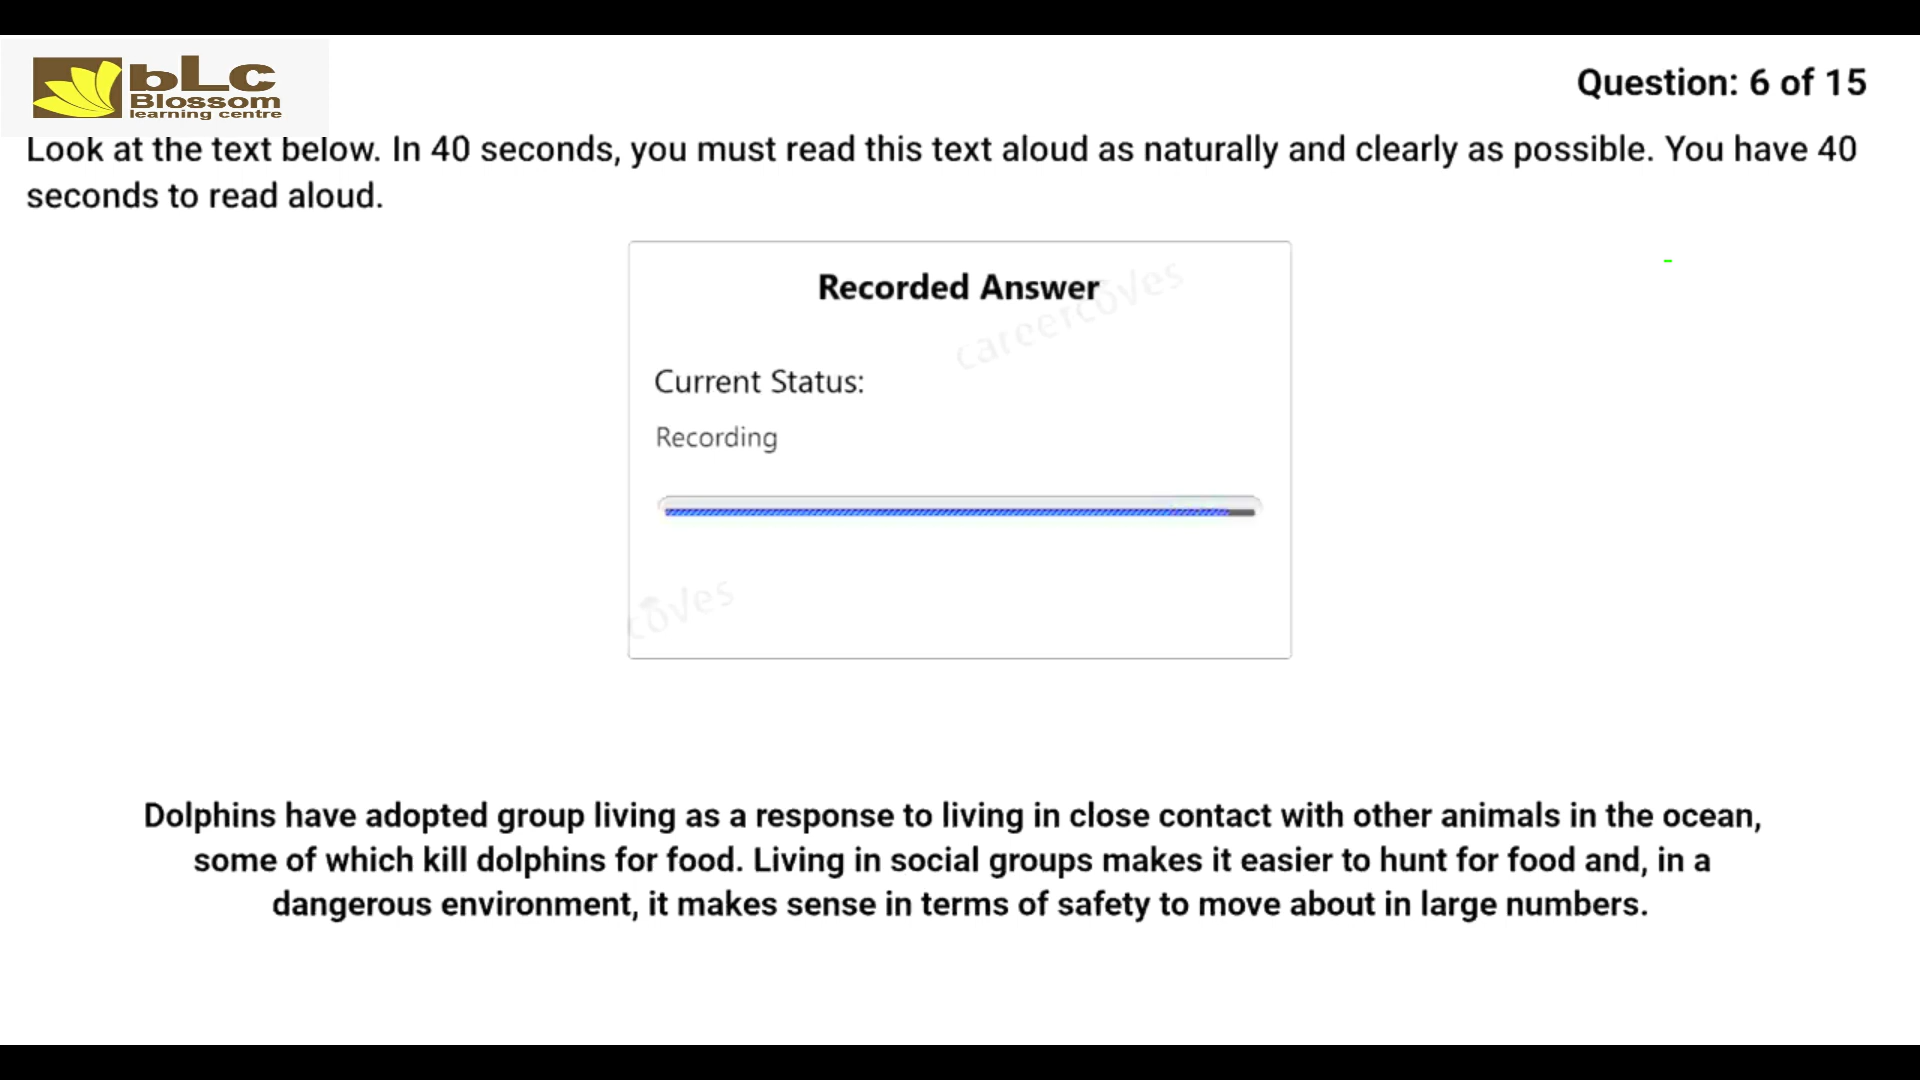 bLc
Blossom
learning centre
Question: 6 of 15
Look at the text below. In 40 seconds, you must read this text aloud as naturally and clearly as possible. You have 40
seconds to read aloud.
Recorded Answer
careercoves
Current Status:
Recording
coves
Dolphins have adopted group living as a response to living in close contact with other animals in the ocean,
some of which kill dolphins for food. Living in social groups makes it easier to hunt for food and, in a
dangerous environment, it makes sense in terms of safety to move about in large numbers.